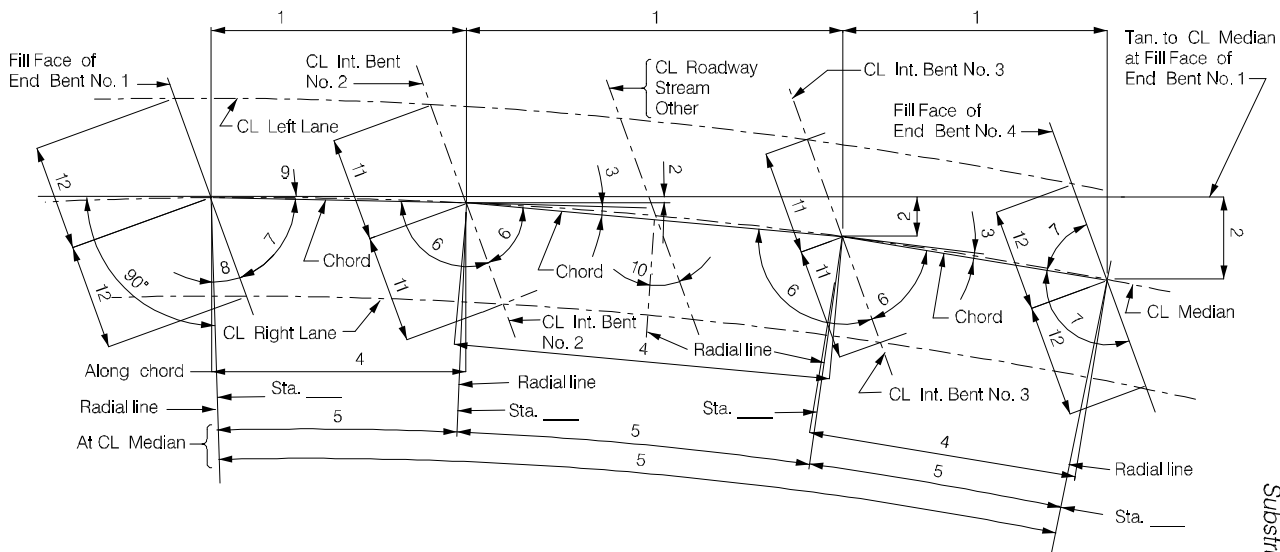 1
1
1
Fill Face of
End Bent No. 1
CL Int. Bent
No. 2
CL Roadway
Stream
Other
CL Int. Bent No. 3
Tan. to CL Median
at Fill Face of
End Bent No. 1
Fill Face of
End Bent No. 4
CL Left Lane
12
9
11
3
2
11
2
3
12
7
2
7
6
6
Chord
8
90°
12
11
Chord
10
6
11
6
Chord
7
12
CL Median
CL Right Lane
CL Int. Bent
No. 2
4
Radial line
CL Int. Bent No. 3
Along chord
4
Radial line
Sta. ____
Radial line
Sta. ____
Sta. ____
At CL Median
5
5
4
5
5
Radial line
Sta. ____
Substr